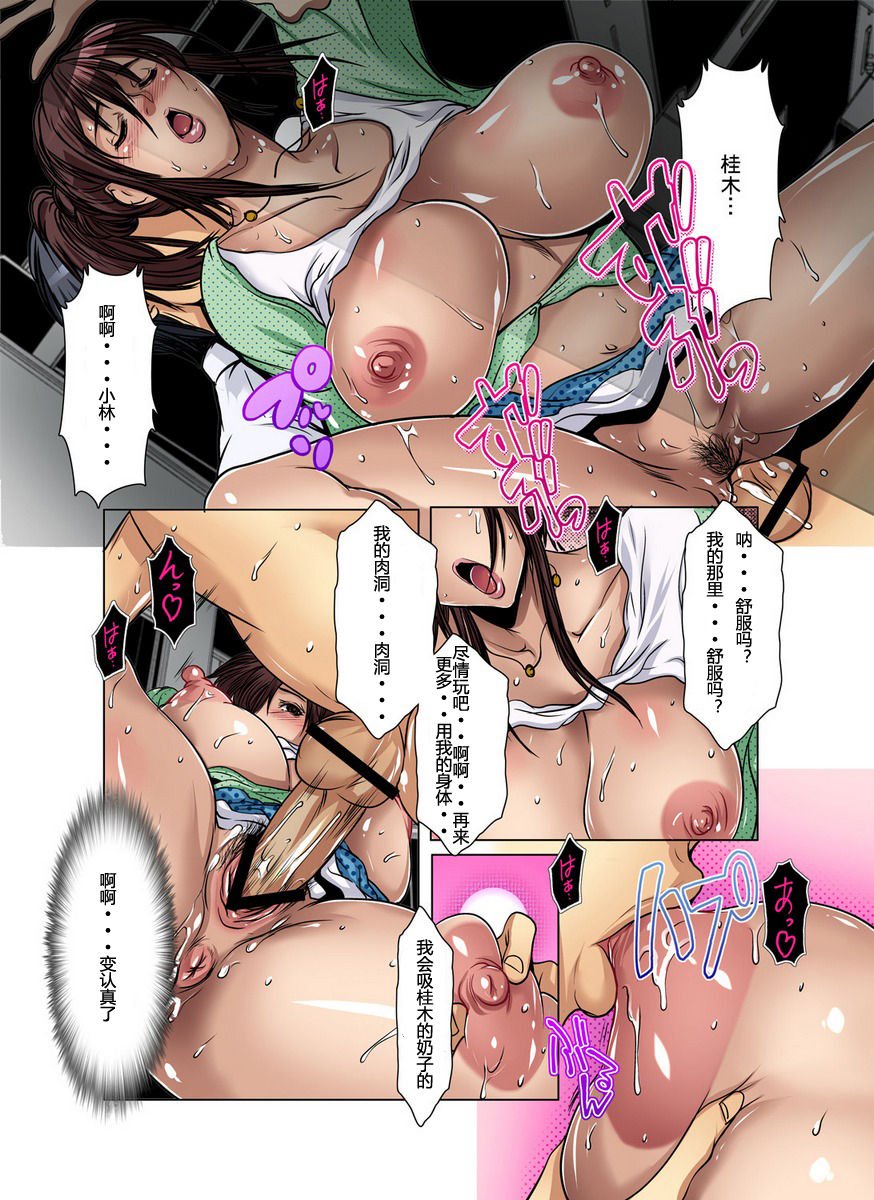 桂木…
はぁ…
啊啊・・・小林・・・
呐・・・舒服吗？
我的那里・・・舒服吗？
はぁ…
尽情玩吧・・啊啊・・再来
更多・・用我的身体・・・
我的肉洞・・・肉洞・・・
んっ♡
はぁ…
啊啊・・・变认真了
あっ♡
はぁ…
ハプ
我会吸桂木的奶子的